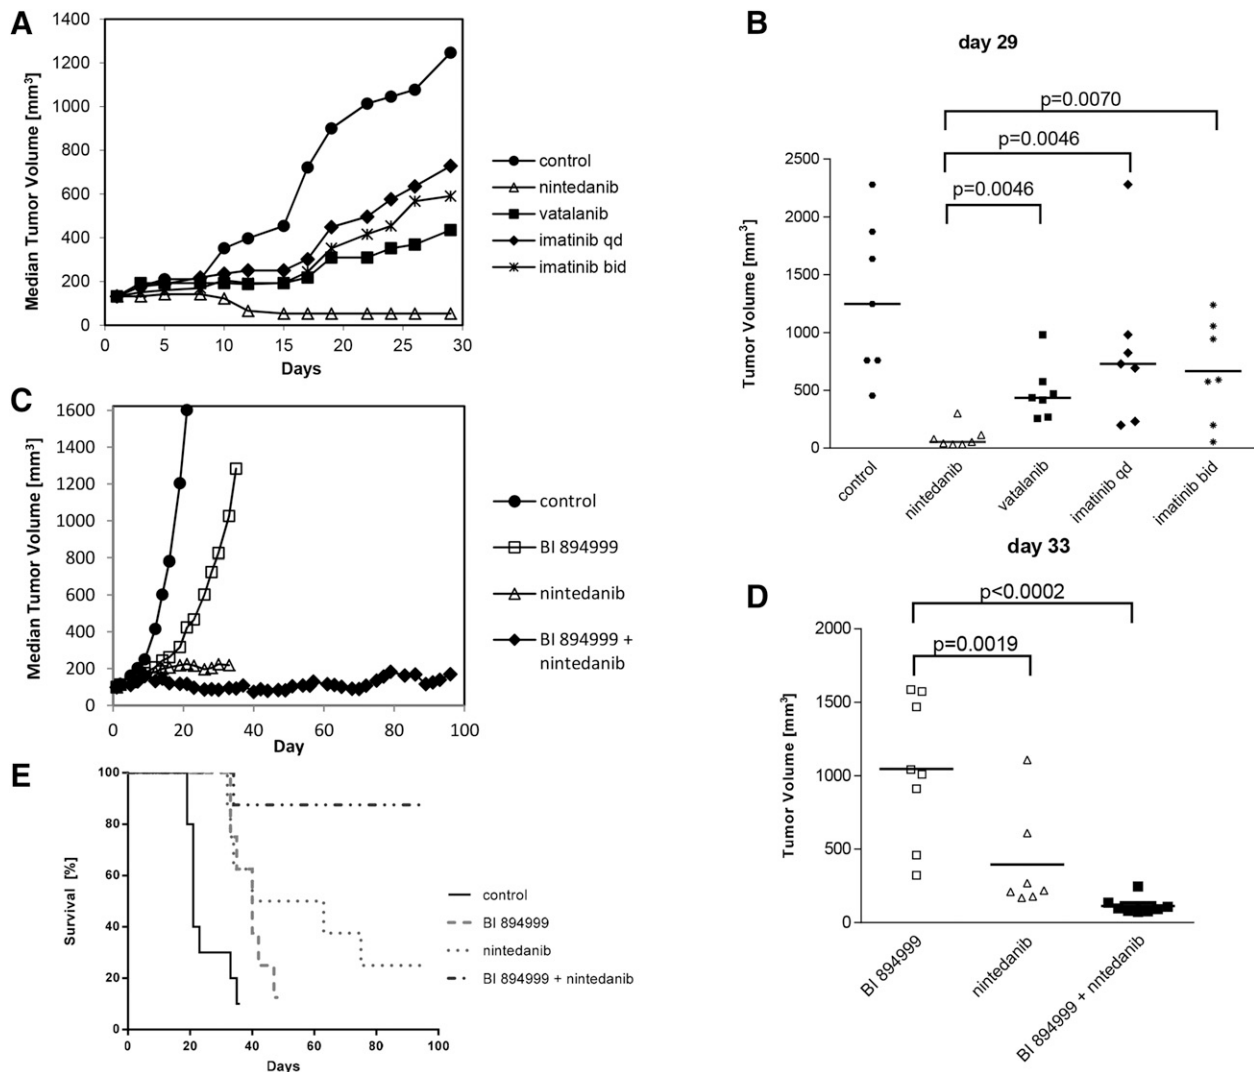 A
Median Tumor Volume [mm³]
1400
1200
1000
800
600
400
200
0
0 5 10 15 20 25 30
Days
control
nintedanib
vatalanib
imatinib qd
imatinib bid
B
day 29
p=0.0070
p=0.0046
p=0.0046
Tumor Volume [mm³]
2500
2000
1500
1000
500
0
control
nintedanib
vatalanib
imatinib qd
imatinib bid
C
Median Tumor Volume [mm³]
1600
1400
1200
1000
800
600
400
200
0
0 20 40 60 80 100
Day
control
BI 894999
nintedanib
BI 894999 +
nintedanib
day 33
D
p<0.0002
p=0.0019
Tumor Volume [mm³]
2000
1500
1000
500
0
BI 894999
nintedanib
BI 894999 + nntedanib
E
Survival [%]
100
80
60
40
20
0
0 20 40 60 80 100
Days
control
BI 894999
nintedanib
BI 894999 + nintedanib